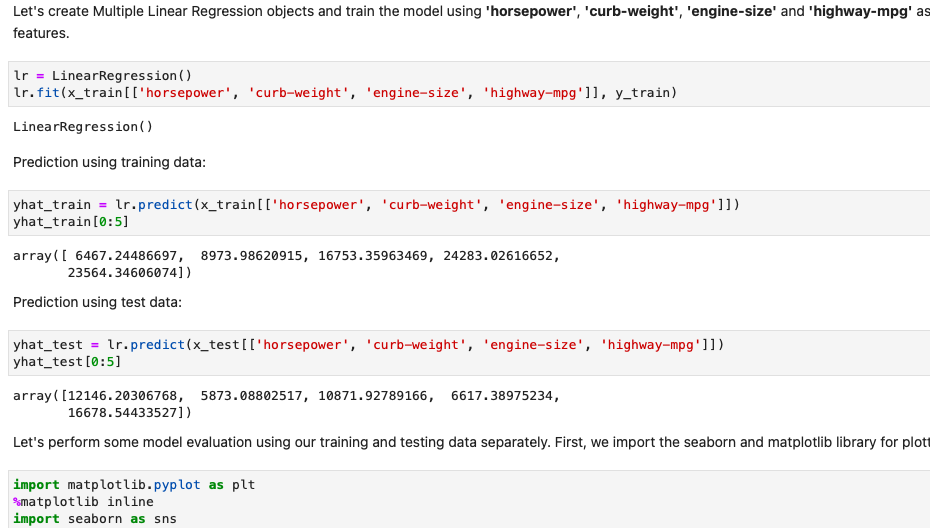 Let's create Multiple Linear Regression objects and train the model using 'horsepower', 'curb-weight', 'engine-size' and 'highway-mpg' as
features.
lr = LinearRegression()
lr.fit(x_train[['horsepower', 'curb-weight', 'engine-size', 'highway-mpg']], y_train)
LinearRegression()
Prediction using training data:
yhat_train = lr.predict(x_train[['horsepower', 'curb-weight', 'engine-size', 'highway-mpg']])
yhat_train[0:5]
array([ 6467.24486697,  8973.98620915, 16753.35963469, 24283.02616652,
       23564.34606074])
Prediction using test data:
yhat_test = lr.predict(x_test[['horsepower', 'curb-weight', 'engine-size', 'highway-mpg']])
yhat_test[0:5]
array([12146.20306768,  5873.08802517, 10871.92789166,  6617.38975234,
       16678.54433527])
Let's perform some model evaluation using our training and testing data separately. First, we import the seaborn and matplotlib library for plott
import matplotlib.pyplot as plt
%matplotlib inline
import seaborn as sns